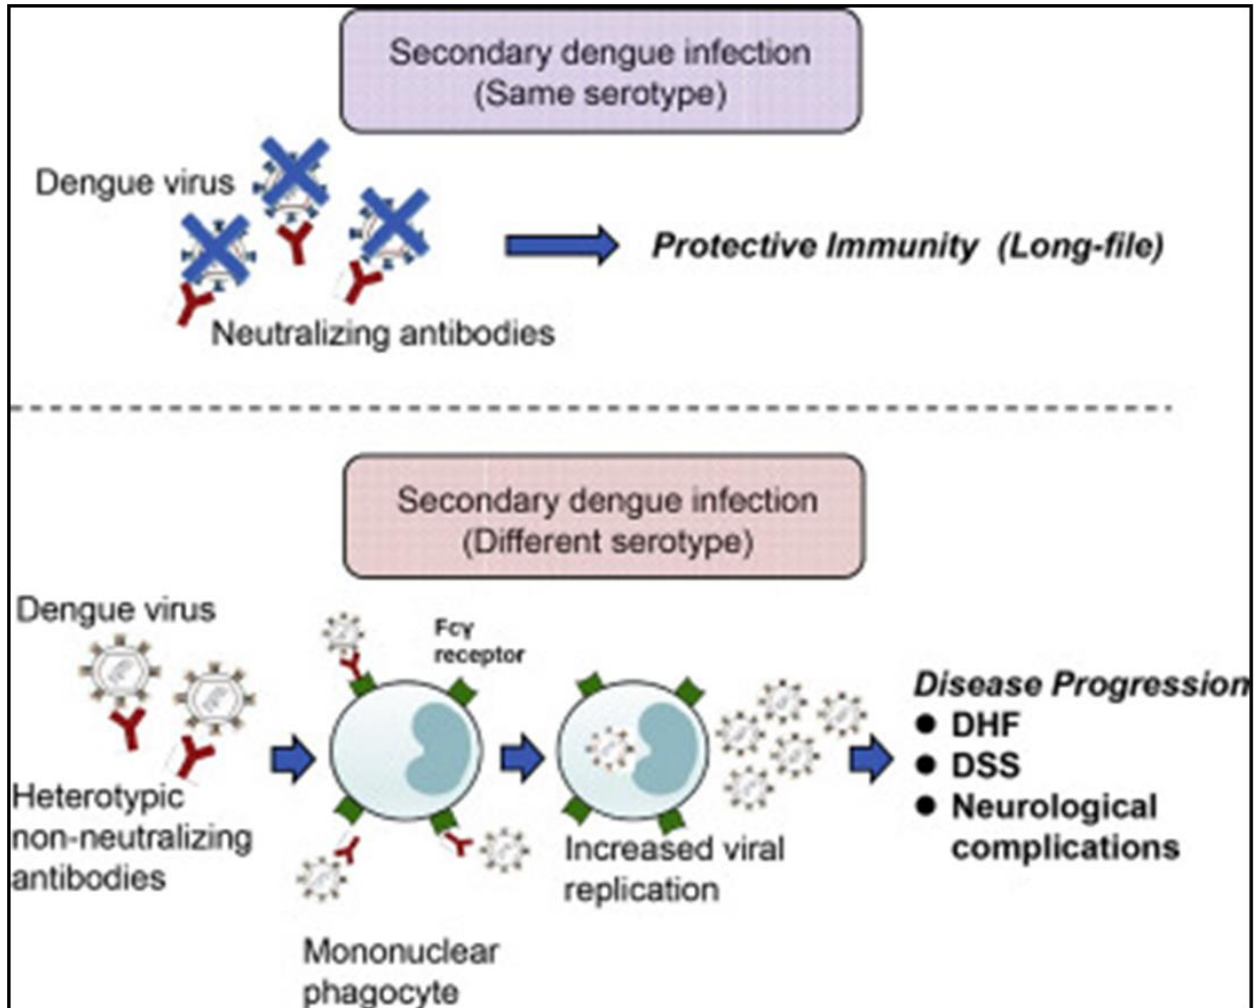 Secondary dengue infection
(Same serotype)
Dengue virus
Protective Immunity (Long-file)
Neutralizing antibodies
Secondary dengue infection
(Different serotype)
Dengue virus
Fcγ
receptor
Heterotypic
non-neutralizing
antibodies
Mononuclear
phagocyte
Increased viral
replication
Disease Progression
● DHF
● DSS
● Neurological
complications